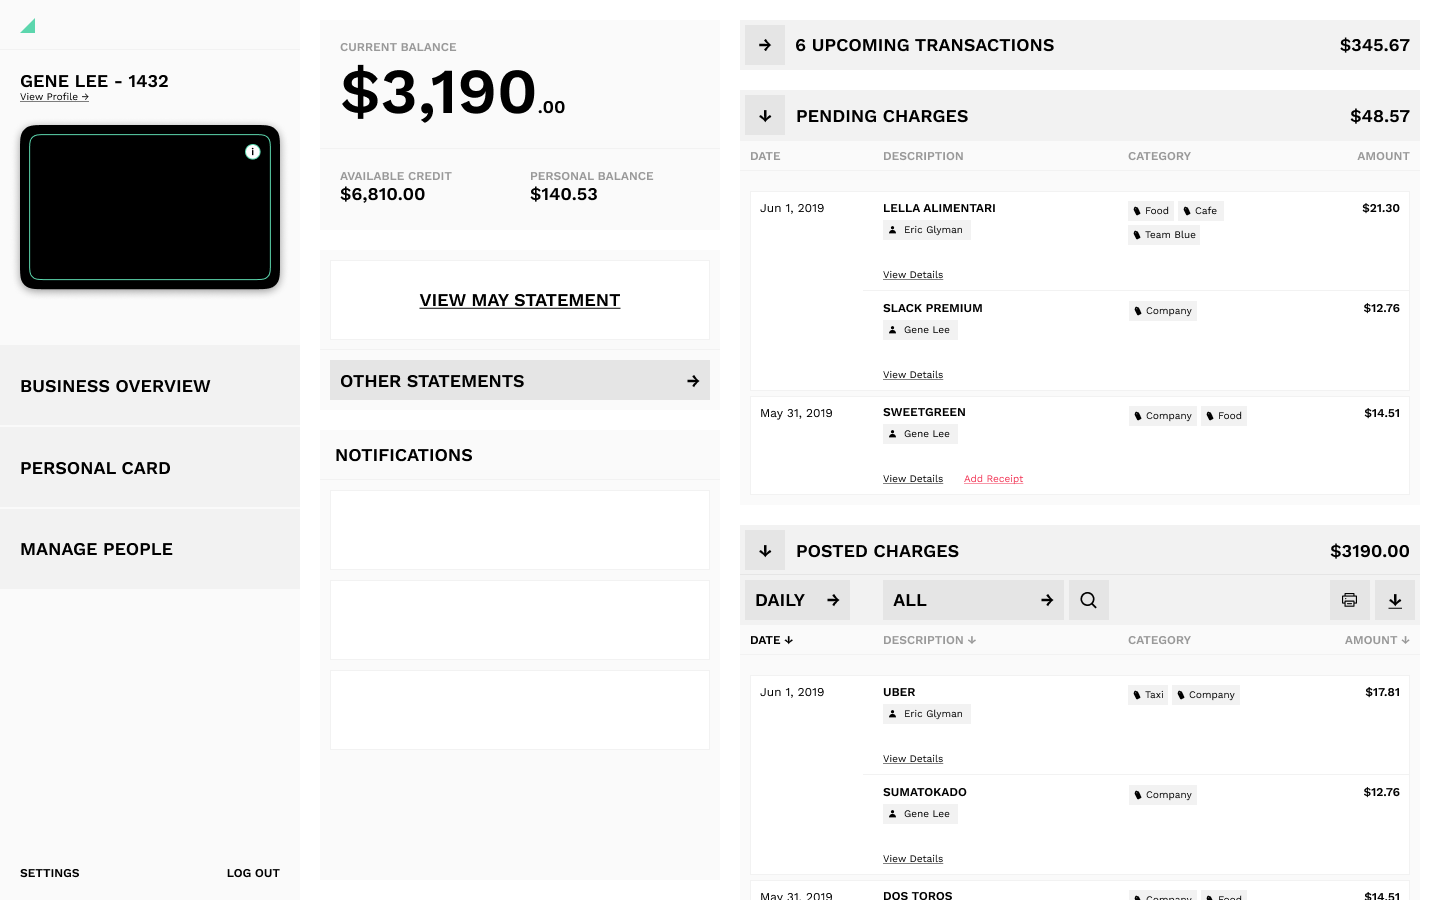 GENE LEE - 1432
View Profile →
i
BUSINESS OVERVIEW
PERSONAL CARD
MANAGE PEOPLE
SETTINGS LOG OUT
CURRENT BALANCE
$3,190.00
AVAILABLE CREDIT PERSONAL BALANCE
$6,810.00 $140.53
VIEW MAY STATEMENT
OTHER STATEMENTS →
NOTIFICATIONS
→ 6 UPCOMING TRANSACTIONS $345.67
↓ PENDING CHARGES $48.57
DATE DESCRIPTION CATEGORY AMOUNT
Jun 1, 2019 LELLA ALIMENTARI Food Cafe $21.30
Eric Glyman Team Blue
View Details
SLACK PREMIUM Company $12.76
Gene Lee
View Details
May 31, 2019 SWEETGREEN Company Food $14.51
Gene Lee
View Details Add Receipt
↓ POSTED CHARGES $3190.00
DAILY → ALL →
DATE ↓ DESCRIPTION ↓ CATEGORY AMOUNT ↓
Jun 1, 2019 UBER Taxi Company $17.81
Eric Glyman
View Details
SUMATOKADO Company $12.76
Gene Lee
View Details
May 31, 2019 DOS TOROS Company Food $14.51